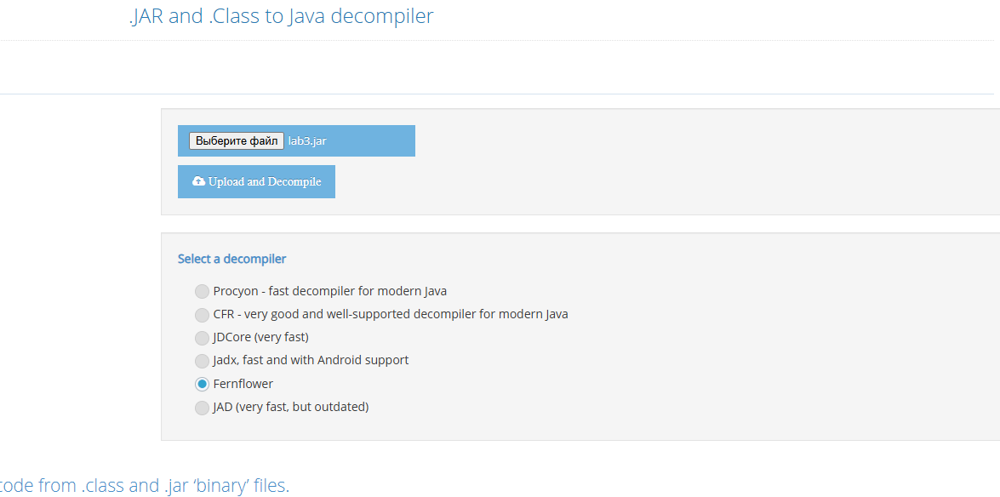 .JAR and .Class to Java decompiler
Выберите файл lab3.jar
Upload and Decompile
Select a decompiler
Procyon - fast decompiler for modern Java
CFR - very good and well-supported decompiler for modern Java
JDCore (very fast)
Jadx, fast and with Android support
Fernflower
JAD (very fast, but outdated)
code from .class and .jar ‘binary’ files.